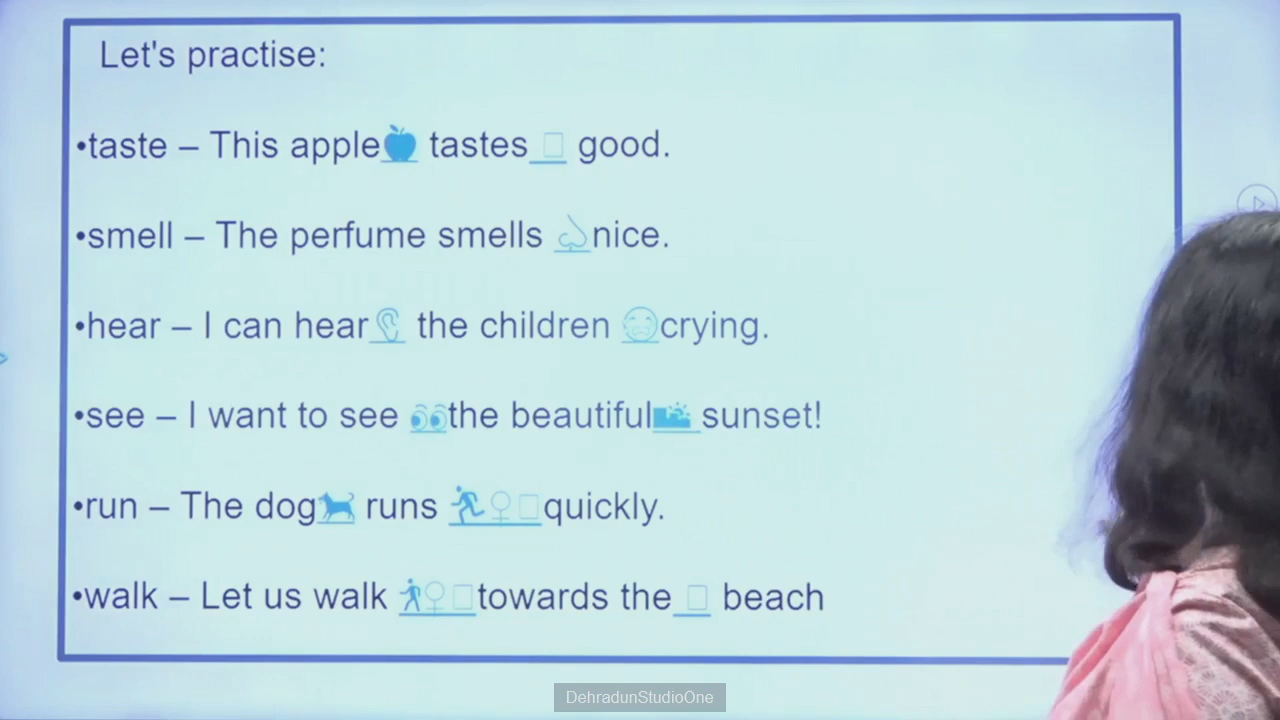 Let's practise:
•taste – This apple🍎 tastes good.
•smell – The perfume smells 👃nice.
•hear – I can hear👂 the children 😭crying.
•see – I want to see 👀the beautiful🌇 sunset!
•run – The dog🐕 runs 🏃♀quickly.
•walk – Let us walk 🚶♀towards the beach
DehradunStudioOne